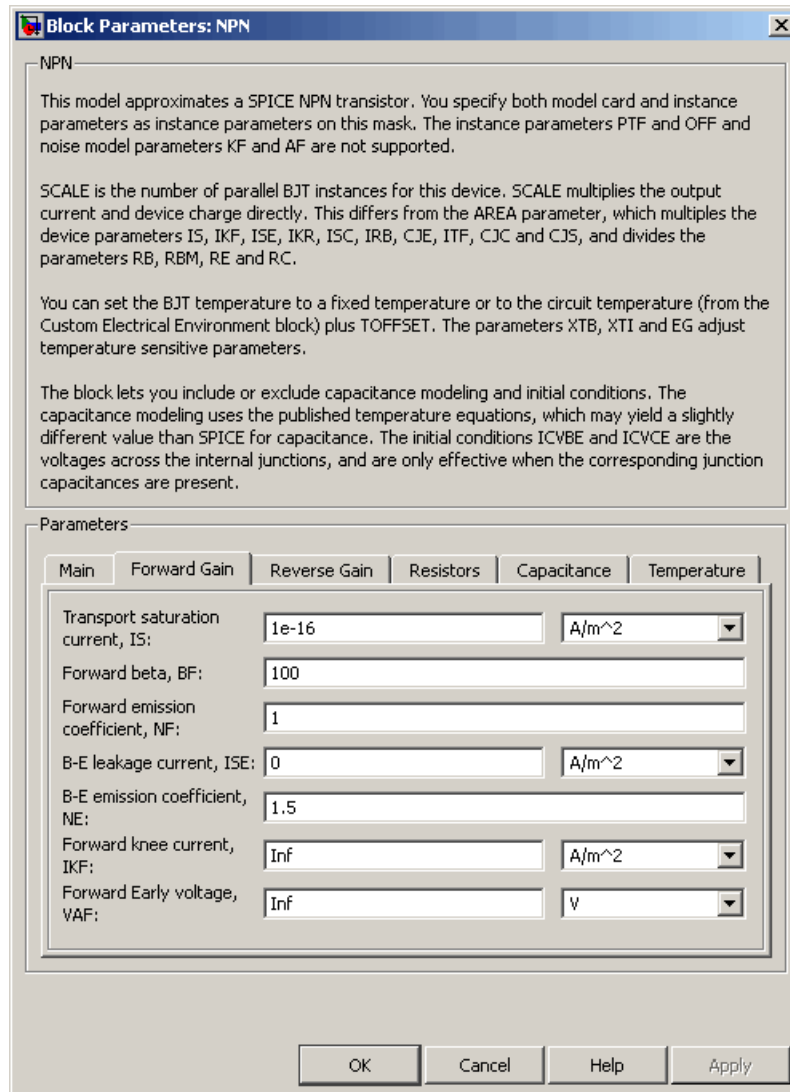 Block Parameters: NPN
NPN
This model approximates a SPICE NPN transistor. You specify both model card and instance
parameters as instance parameters on this mask. The instance parameters PTF and OFF and
noise model parameters KF and AF are not supported.
SCALE is the number of parallel BJT instances for this device. SCALE multiplies the output
current and device charge directly. This differs from the AREA parameter, which multiples the
device parameters IS, IKF, ISE, IKR, ISC, IRB, CJE, ITF, CJC and CJS, and divides the
parameters RB, RBM, RE and RC.
You can set the BJT temperature to a fixed temperature or to the circuit temperature (from the
Custom Electrical Environment block) plus TOFFSET. The parameters XTB, XTI and EG adjust
temperature sensitive parameters.
The block lets you include or exclude capacitance modeling and initial conditions. The
capacitance modeling uses the published temperature equations, which may yield a slightly
different value than SPICE for capacitance. The initial conditions ICVBE and ICVCE are the
voltages across the internal junctions, and are only effective when the corresponding junction
capacitances are present.
Parameters
Main Forward Gain Reverse Gain Resistors Capacitance Temperature
Transport saturation
current, IS: 1e-16 A/m^2
Forward beta, BF: 100
Forward emission
coefficient, NF: 1
B-E leakage current, ISE: 0 A/m^2
B-E emission coefficient,
NE: 1.5
Forward knee current,
IKF: Inf A/m^2
Forward Early voltage,
VAF: Inf V
OK Cancel Help Apply